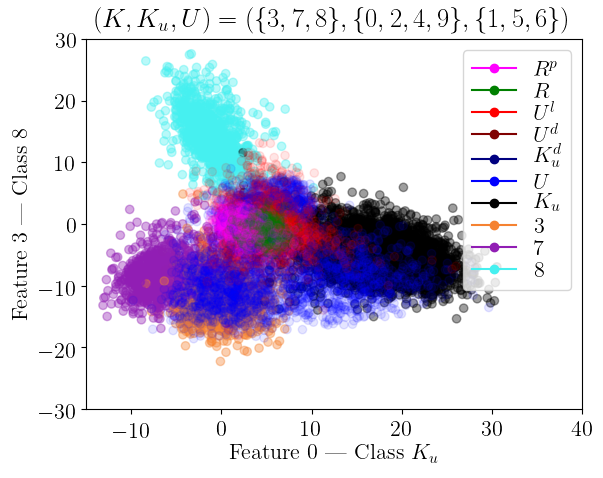 (K, K_u, U) = ({3, 7, 8}, {0, 2, 4, 9}, {1, 5, 6})
30
20
10
0
−10
−20
−30
Feature 3 — Class 8
R^p
R
U^l
U^d
K_u^d
U
K_u
3
7
8
−10 0 10 20 30 40
Feature 0 — Class K_u